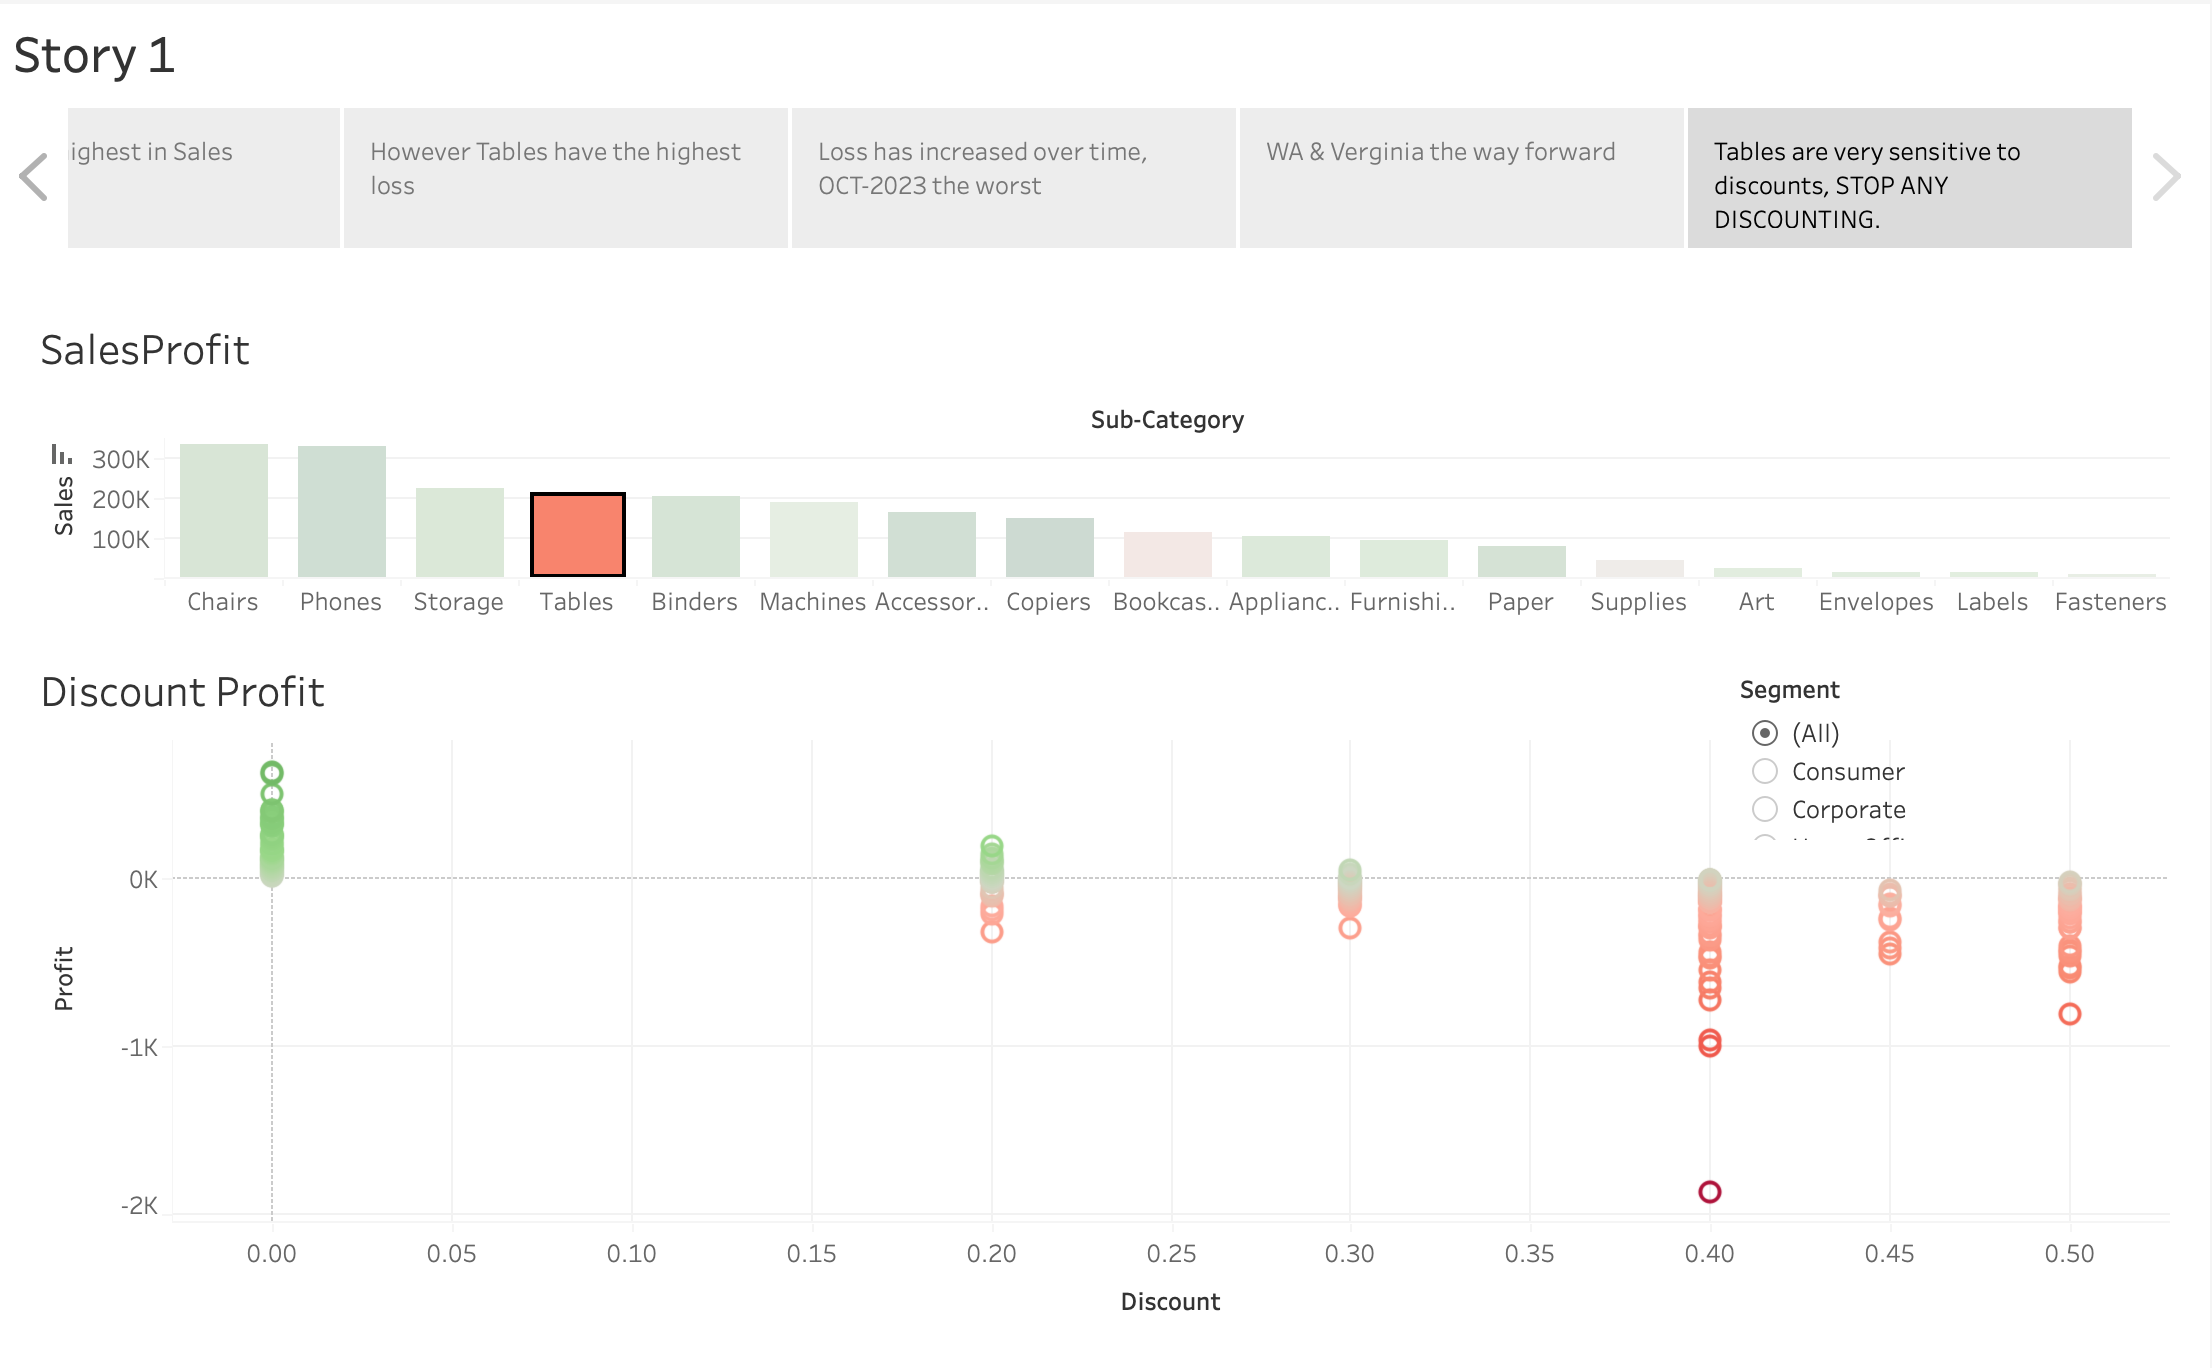 Story 1
ighest in Sales
However Tables have the highest
loss
Loss has increased over time,
OCT-2023 the worst
WA & Verginia the way forward
Tables are very sensitive to
discounts, STOP ANY
DISCOUNTING.
SalesProfit
Sub-Category
Sales
300K
200K
100K
Chairs Phones Storage Tables Binders Machines Accessor.. Copiers Bookcas.. Applianc.. Furnishi.. Paper Supplies Art Envelopes Labels Fasteners
Discount Profit
Segment
(All)
Consumer
Corporate
Profit
0K
-1K
-2K
0.00 0.05 0.10 0.15 0.20 0.25 0.30 0.35 0.40 0.45 0.50
Discount